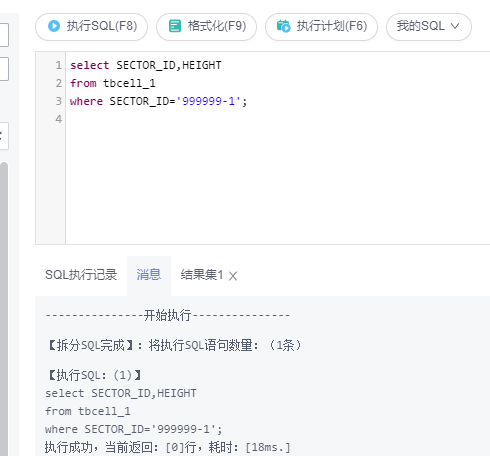 执行SQL(F8) 格式化(F9) 执行计划(F6) 我的SQL
1 select SECTOR_ID,HEIGHT
2 from tbcell_1
3 where SECTOR_ID='999999-1';
4
SQL执行记录 消息 结果集1
---------------开始执行---------------
【拆分SQL完成】：将执行SQL语句数量：（1条）
【执行SQL：(1)】
select SECTOR_ID,HEIGHT
from tbcell_1
where SECTOR_ID='999999-1';
执行成功，当前返回：[0]行，耗时：[18ms.]